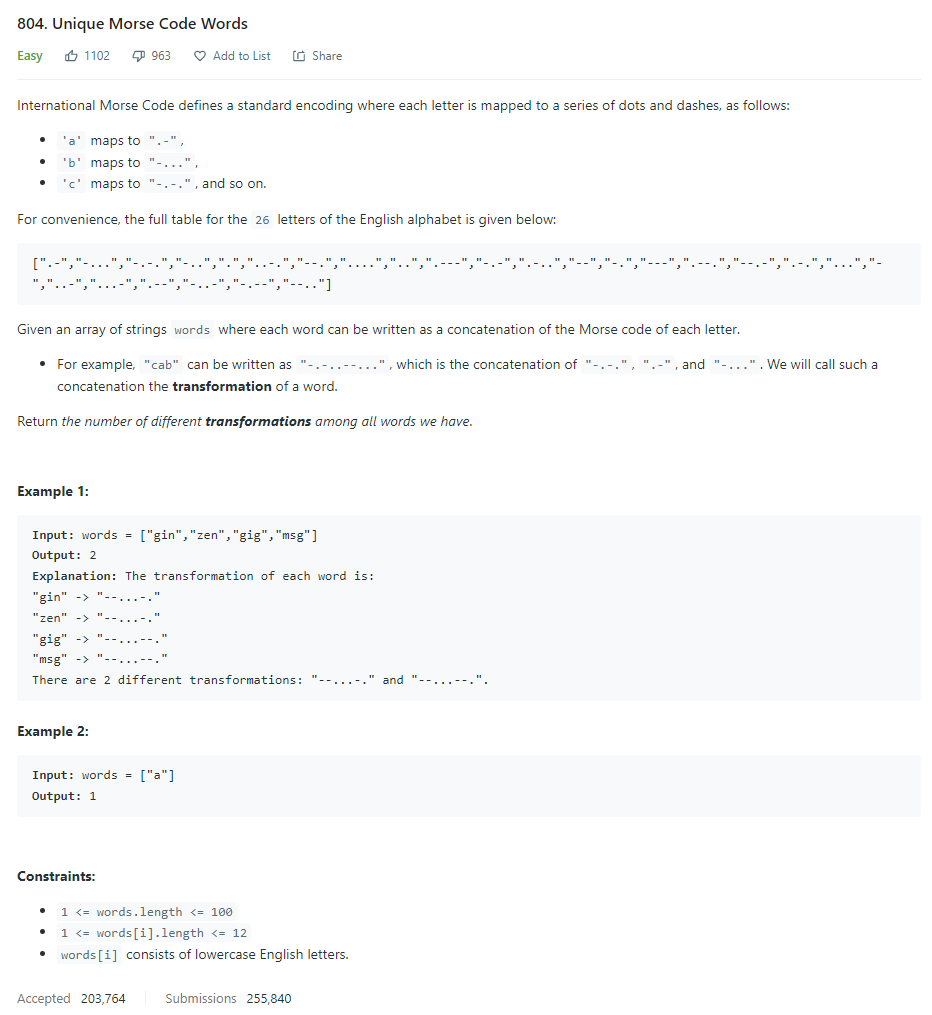 804. Unique Morse Code Words
Easy 1102 963 Add to List Share
International Morse Code defines a standard encoding where each letter is mapped to a series of dots and dashes, as follows:
• 'a' maps to ".-",
• 'b' maps to "-...",
• 'c' maps to "-.-.", and so on.
For convenience, the full table for the 26 letters of the English alphabet is given below:
[".-","-...","-.-.","-..",".","..-.","--.","....","..",".---","-.-",".-..","--","-.","---",".--.","--.-",".-.","...","-
","..-","...-",".--","-..-","-.--","--.."]
Given an array of strings words where each word can be written as a concatenation of the Morse code of each letter.
• For example, "cab" can be written as "-.-..--...", which is the concatenation of "-.-.", ".-", and "-...". We will call such a
concatenation the transformation of a word.
Return the number of different transformations among all words we have.
Example 1:
Input: words = ["gin","zen","gig","msg"]
Output: 2
Explanation: The transformation of each word is:
"gin" -> "--...-."
"zen" -> "--...-."
"gig" -> "--...--."
"msg" -> "--...--."
There are 2 different transformations: "--...-." and "--...--.".
Example 2:
Input: words = ["a"]
Output: 1
Constraints:
• 1 <= words.length <= 100
• 1 <= words[i].length <= 12
• words[i] consists of lowercase English letters.
Accepted 203,764 Submissions 255,840